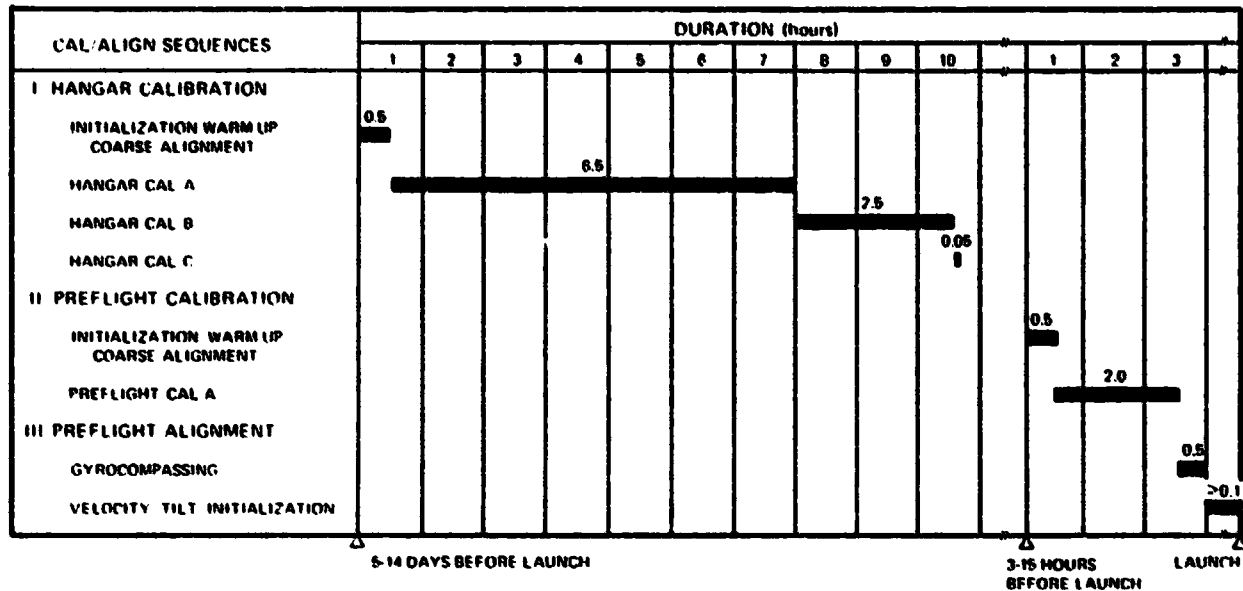 CAL/ALIGN SEQUENCES
DURATION (hours)
1 2 3 4 5 6 7 8 9 10 1 2 3
I HANGAR CALIBRATION
INITIALIZATION WARM UP
COARSE ALIGNMENT
0.5
HANGAR CAL A
6.5
HANGAR CAL B
2.5
HANGAR CAL C
0.05
II PREFLIGHT CALIBRATION
INITIALIZATION WARM UP
COARSE ALIGNMENT
0.5
PREFLIGHT CAL A
2.0
III PREFLIGHT ALIGNMENT
GYROCOMPASSING
0.5
VELOCITY TILT INITIALIZATION
>0.1
5-14 DAYS BEFORE LAUNCH
3-15 HOURS
BEFORE LAUNCH
LAUNCH